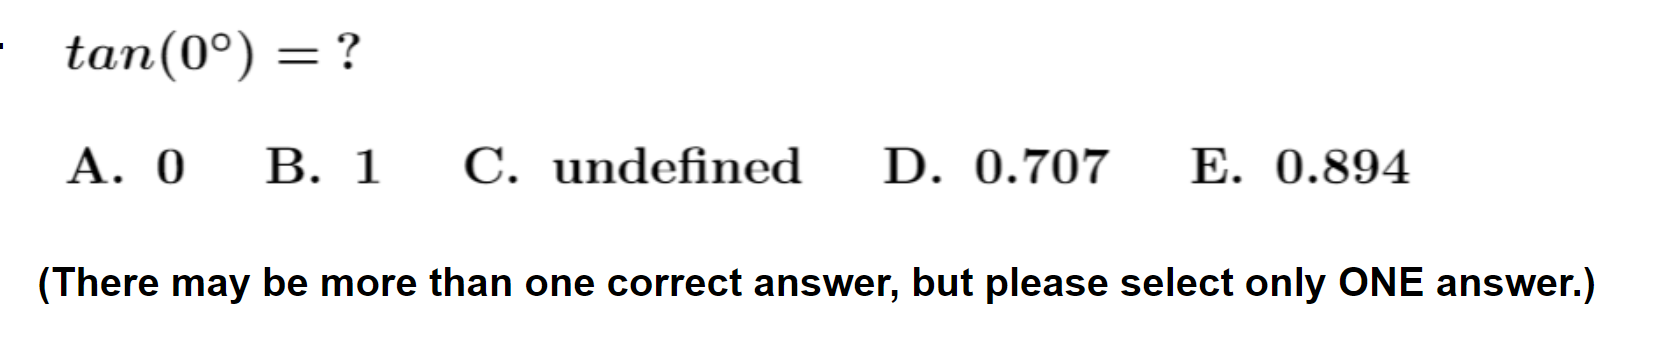 tan(0°) = ?
A. 0 B. 1 C. undefined D. 0.707 E. 0.894
(There may be more than one correct answer, but please select only ONE answer.)